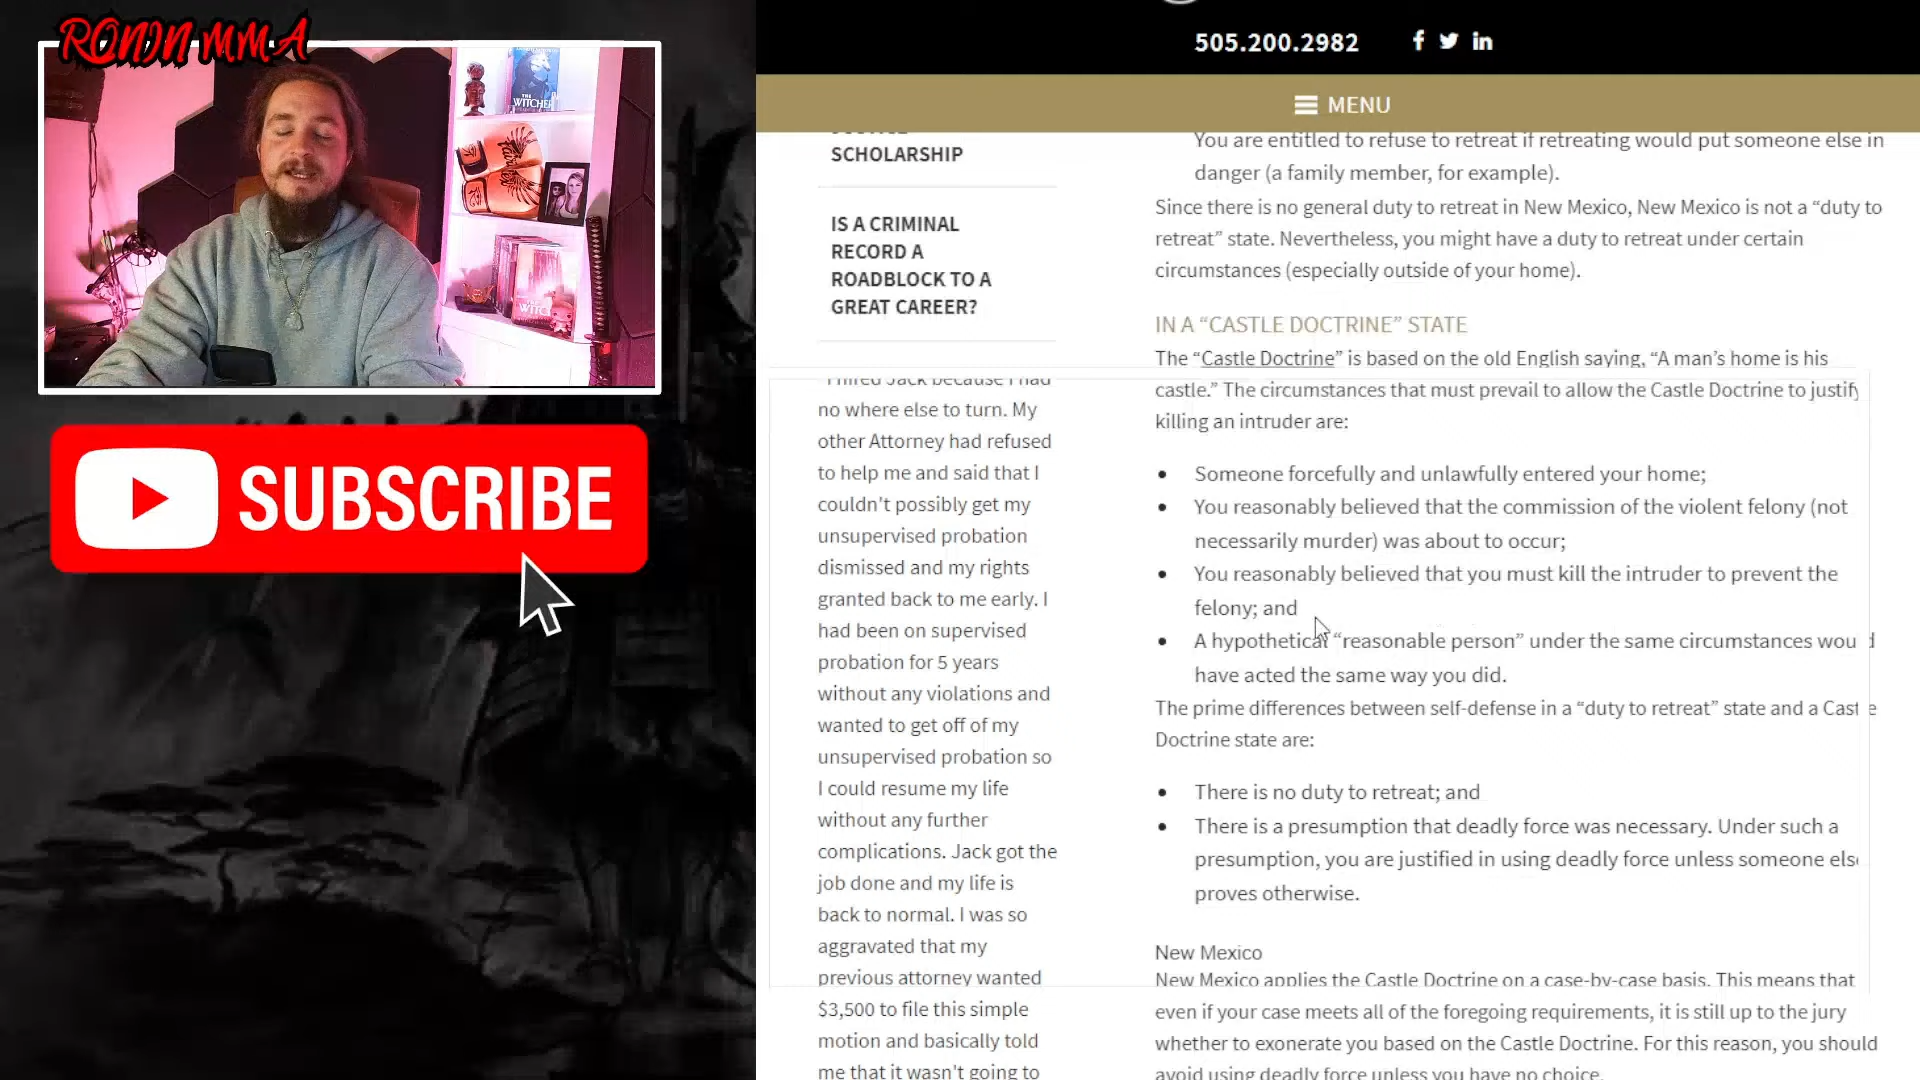 RONIN MMA
THE
WITCHER
SUBSCRIBE
505.200.2982
MENU
SCHOLARSHIP
IS A CRIMINAL
RECORD A
ROADBLOCK TO A
GREAT CAREER?
I hired Jack because I had
no where else to turn. My
other Attorney had refused
to help me and said that I
couldn't possibly get my
unsupervised probation
dismissed and my rights
granted back to me early. I
had been on supervised
probation for 5 years
without any violations and
wanted to get off of my
unsupervised probation so
I could resume my life
without any further
complications. Jack got the
job done and my life is
back to normal. I was so
aggravated that my
previous attorney wanted
$3,500 to file this simple
motion and basically told
me that it wasn't going to
You are entitled to refuse to retreat if retreating would put someone else in
danger (a family member, for example).
Since there is no general duty to retreat in New Mexico, New Mexico is not a “duty to
retreat” state. Nevertheless, you might have a duty to retreat under certain
circumstances (especially outside of your home).
IN A “CASTLE DOCTRINE” STATE
The “Castle Doctrine” is based on the old English saying, “A man’s home is his
castle.” The circumstances that must prevail to allow the Castle Doctrine to justify
killing an intruder are:
• Someone forcefully and unlawfully entered your home;
• You reasonably believed that the commission of the violent felony (not
necessarily murder) was about to occur;
• You reasonably believed that you must kill the intruder to prevent the
felony; and
• A hypothetical “reasonable person” under the same circumstances would
have acted the same way you did.
The prime differences between self-defense in a “duty to retreat” state and a Castle
Doctrine state are:
• There is no duty to retreat; and
• There is a presumption that deadly force was necessary. Under such a
presumption, you are justified in using deadly force unless someone else
proves otherwise.
New Mexico
New Mexico applies the Castle Doctrine on a case-by-case basis. This means that
even if your case meets all of the foregoing requirements, it is still up to the jury
whether to exonerate you based on the Castle Doctrine. For this reason, you should
avoid using deadly force unless you have no choice.